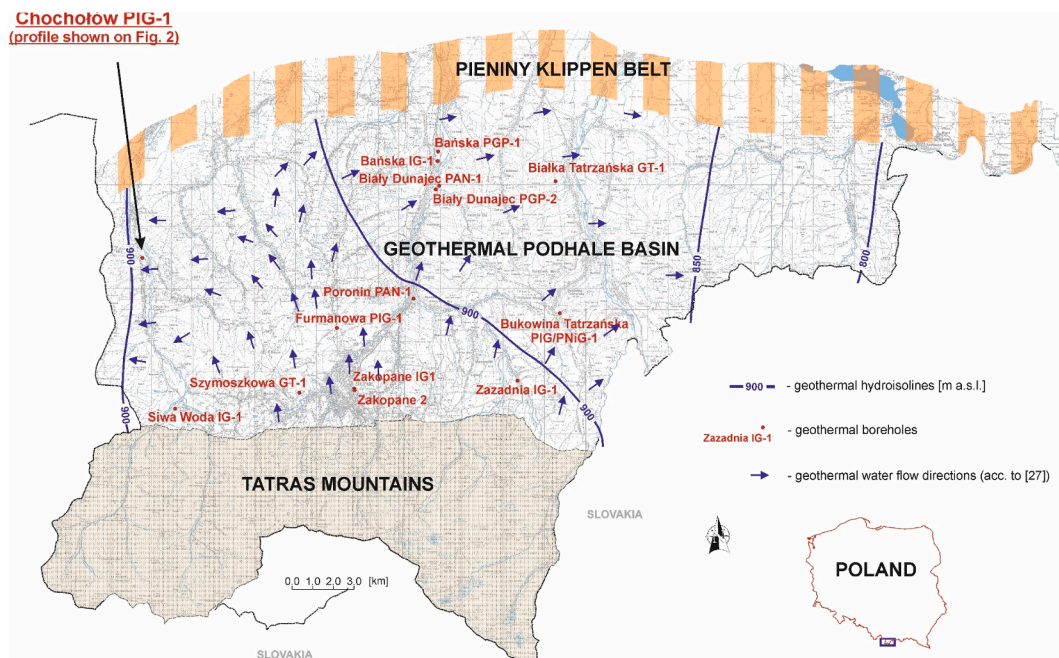 Chochołów PIG-1
(profile shown on Fig. 2)
PIENINY KLIPPEN BELT
Bańska PGP-1
Bańska IG-1
Białka Tatrzańska GT-1
Biały Dunajec PAN-1
Biały Dunajec PGP-2
GEOTHERMAL PODHALE BASIN
900
850
800
Poronin PAN-1
900
Furmanowa PIG-1
Bukowina Tatrzańska
PIG/PNiG-1
Zakopane IG1
Szymoszkowa GT-1
Zazadnia IG-1
Zakopane 2
Siwa Woda IG-1
900
900
TATRAS MOUNTAINS
900 - geothermal hydroisolines [m a.s.l.]
Zazadnia IG-1 - geothermal boreholes
- geothermal water flow directions (acc. to [27])
SLOVAKIA
0,0 1,0 2,0 3,0 [km]
POLAND
SLOVAKIA